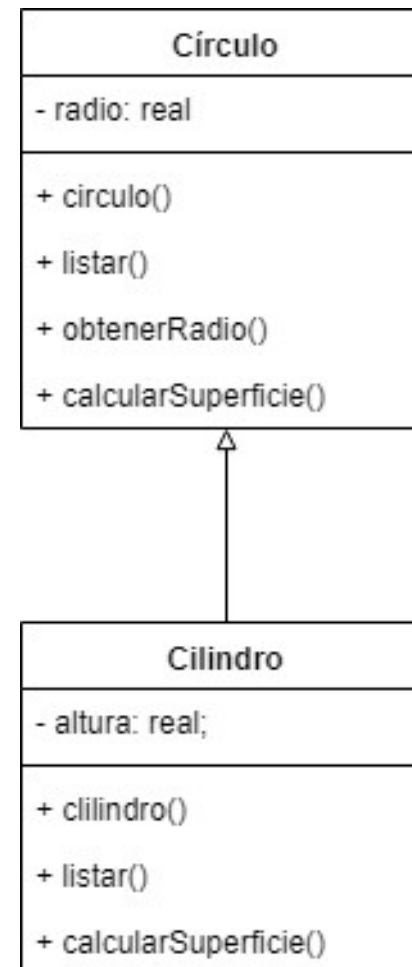 Círculo
- radio: real
+ circulo()
+ listar()
+ obtenerRadio()
+ calcularSuperficie()
Cilindro
- altura: real;
+ clilindro()
+ listar()
+ calcularSuperficie()